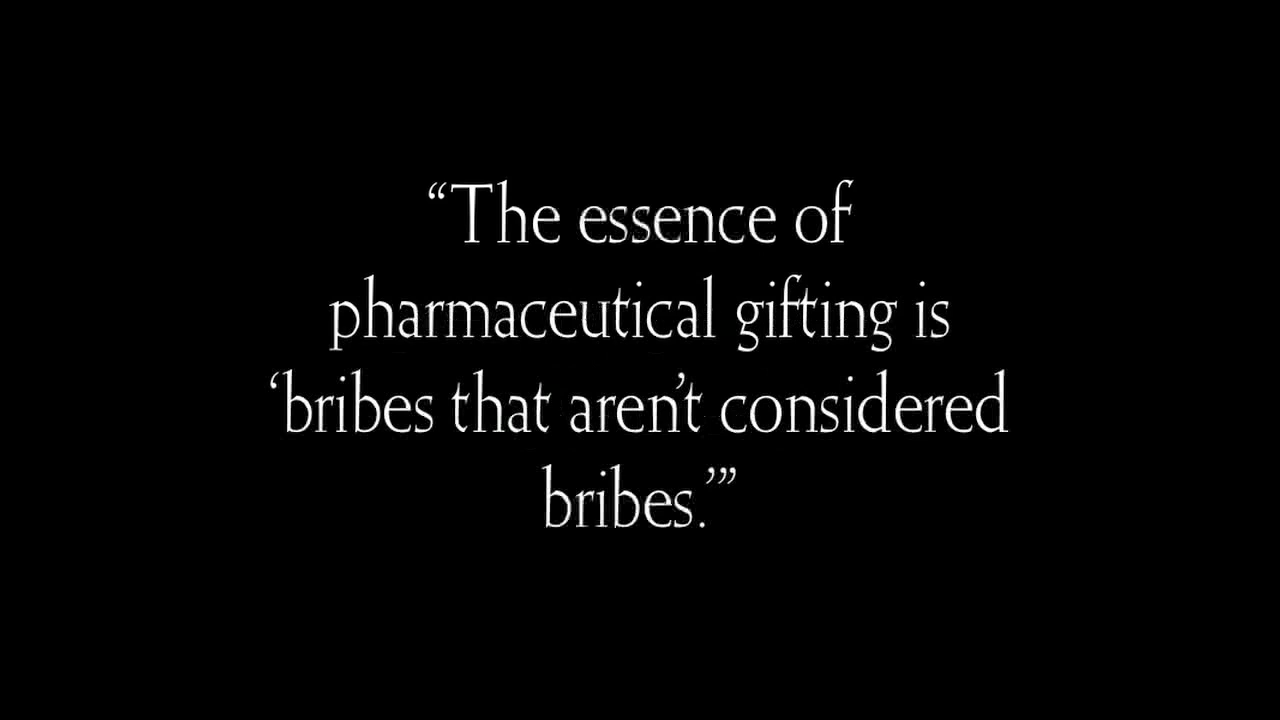 “The essence of
pharmaceutical gifting is
‘bribes that aren’t considered
bribes.’”